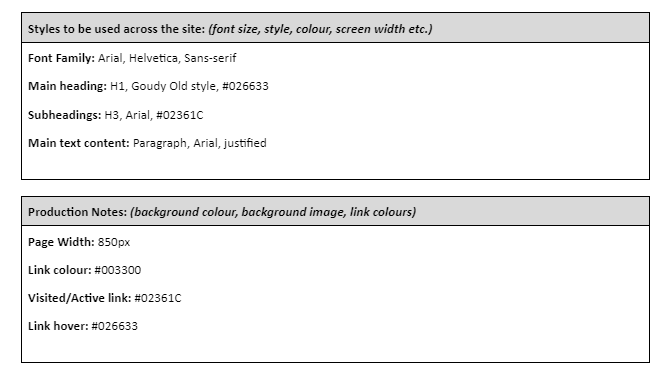 Styles to be used across the site: (font size, style, colour, screen width etc.)
Font Family: Arial, Helvetica, Sans-serif
Main heading: H1, Goudy Old style, #026633
Subheadings: H3, Arial, #02361C
Main text content: Paragraph, Arial, justified
Production Notes: (background colour, background image, link colours)
Page Width: 850px
Link colour: #003300
Visited/Active link: #02361C
Link hover: #026633